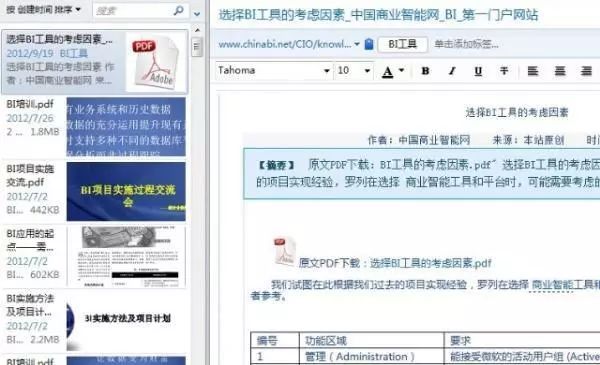 按 创建时间 排序
搜索
选择BI工具的考虑因素_中国商业智能网_BI_第一门户网站
www.chinabi.net/CIO/knowl...
BI工具
单击添加标签...
Tahoma
10
A
B
I
U
选择BI工具的考虑因素_
2012/9/19 BI工具
选择BI工具的考虑因素 作
者：中国商业智能网 来...
PDF
Adobe
BI培训.pdf
2012/7/26
2 ... 1.8MB
有业务系统和历史数据
数据的充分运用提升现有
时支持多种不同的数据库平
BI项目实施
交流.pdf
2012/7/2
BI... 442KB
BI项目实施过程交流
会
BI应用的起
点——需...
2012/7/2
BI... 602KB
BI实施方法
及项目计...
2012/7/2
BI... 2.2MB
BI实施方法及项目计划
BI培训.pdf
让数据变为财富
选择BI工具的考虑因素
作者：中国商业智能网 来源：本站原创 时间
【摘要】 原文PDF下载：BI工具的考虑因素.pdf" 选择BI工具的考虑因
的项目实现经验，罗列在选择 商业智能工具和平台时，可能需要考虑的
PDF
Adobe
原文PDF下载：选择BI工具的考虑因素.pdf
我们试图在此根据我们过去的项目实现经验，罗列在选择 商业智能工具和
者参考。
编号 功能区域 要求
1 管理（Administration） 能接受微软的活动用户组 (Active